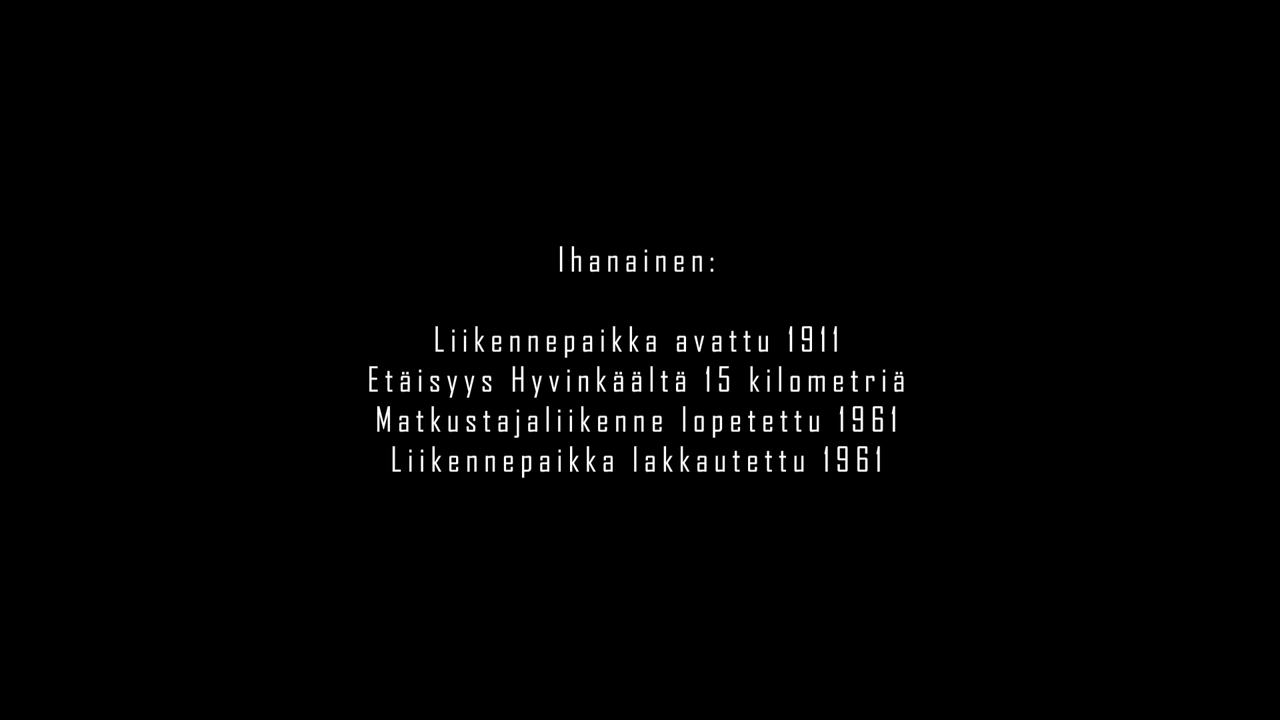 Ihanainen:
Liikennepaikka avattu 1911
Etäisyys Hyvinkäältä 15 kilometriä
Matkustajaliikenne lopetettu 1961
Liikennepaikka lakkautettu 1961